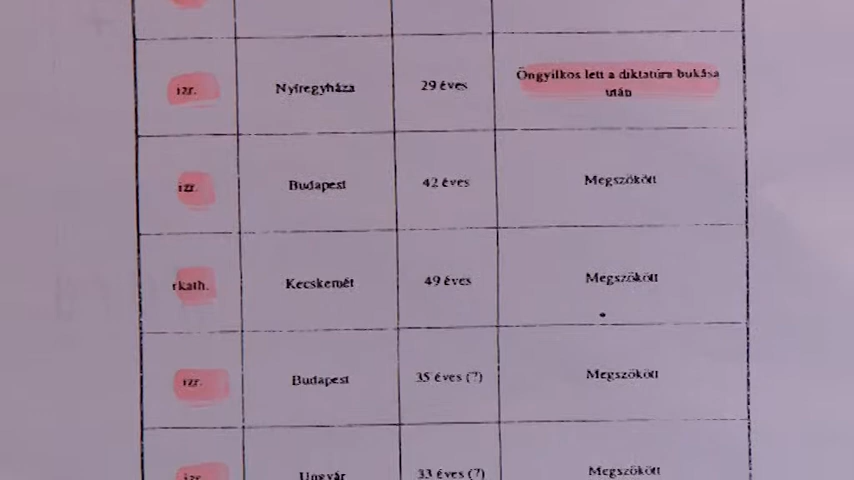 izr. Nyíregyháza 29 éves Öngyilkos lett a diktatúra bukása
után
izr. Budapest 42 éves Megszökött
rkath. Kecskemét 49 éves Megszökött
izr. Budapest 35 éves (?) Megszökött
izr. Ungvár 33 éves (?) Megszökött